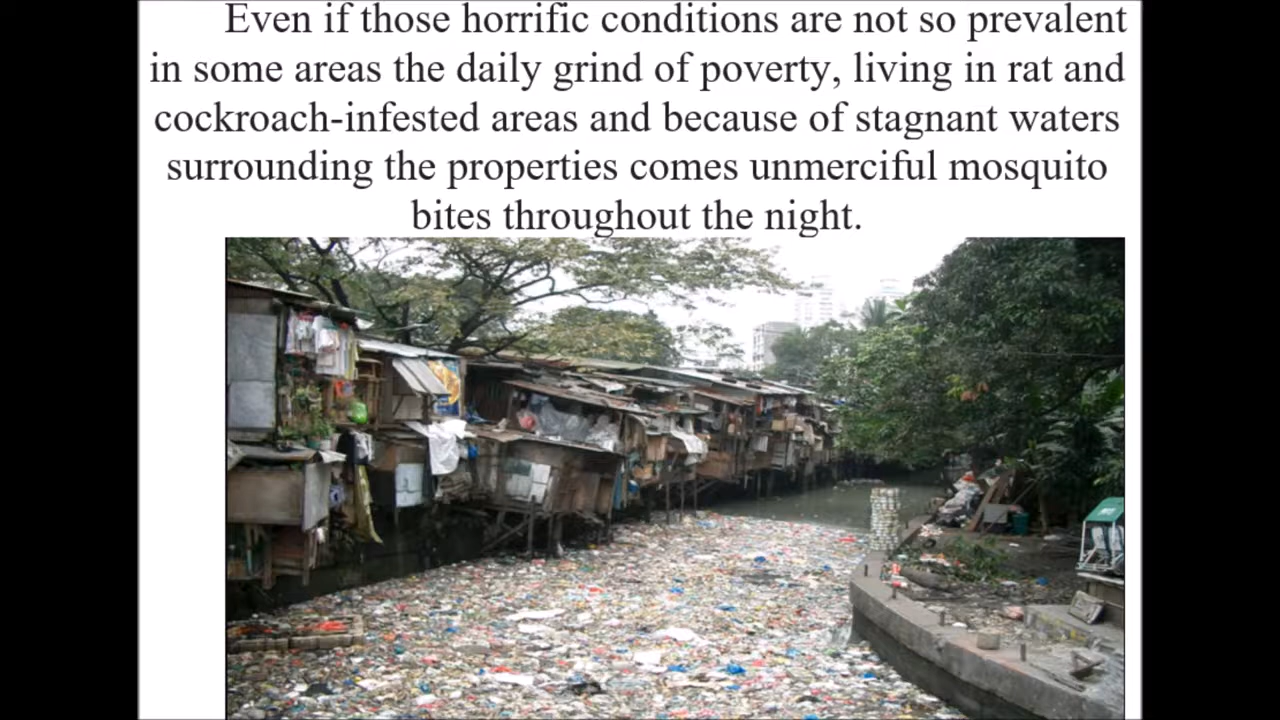 Even if those horrific conditions are not so prevalent
in some areas the daily grind of poverty, living in rat and
cockroach-infested areas and because of stagnant waters
surrounding the properties comes unmerciful mosquito
bites throughout the night.